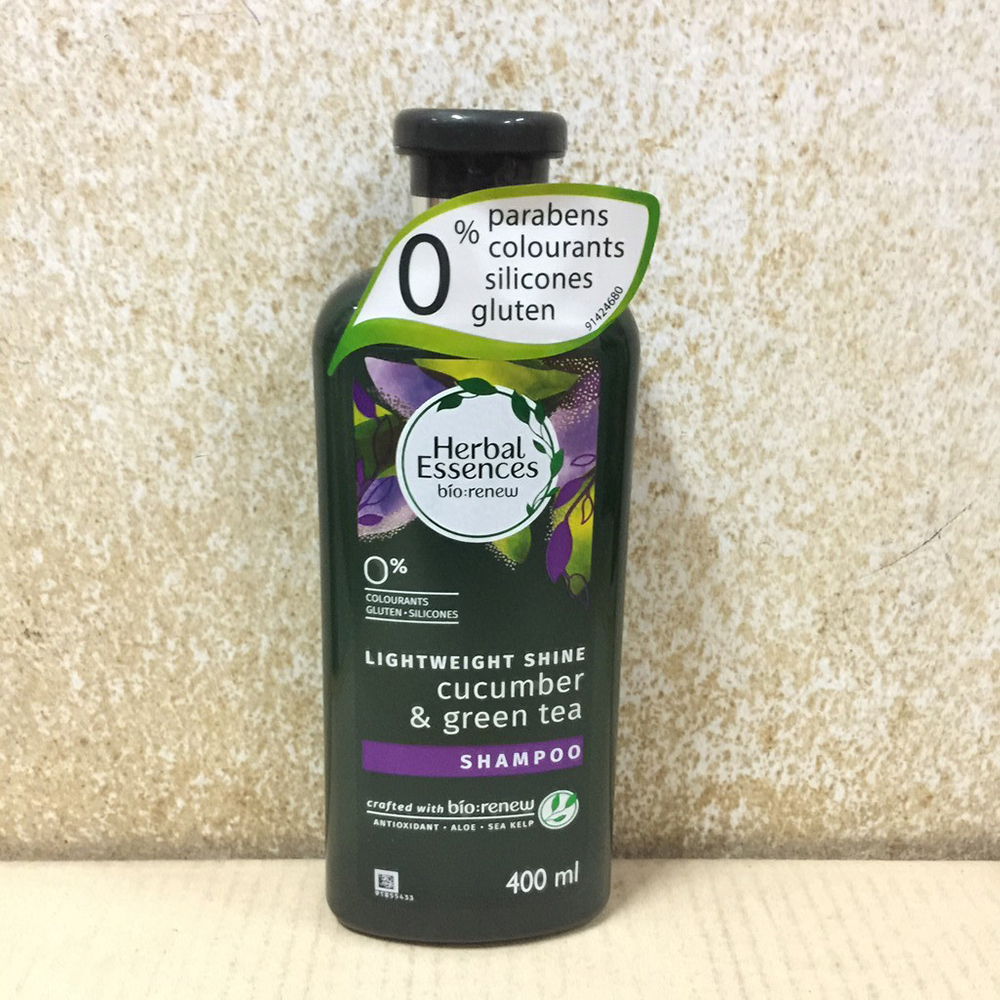 0% parabens
colourants
silicones
gluten
91424680
Herbal
Essences
bío:renew
0%
COLOURANTS
GLUTEN • SILICONES
LIGHTWEIGHT SHINE
cucumber
& green tea
SHAMPOO
crafted with bío:renew
ANTIOXIDANT • ALOE • SEA KELP
400 ml